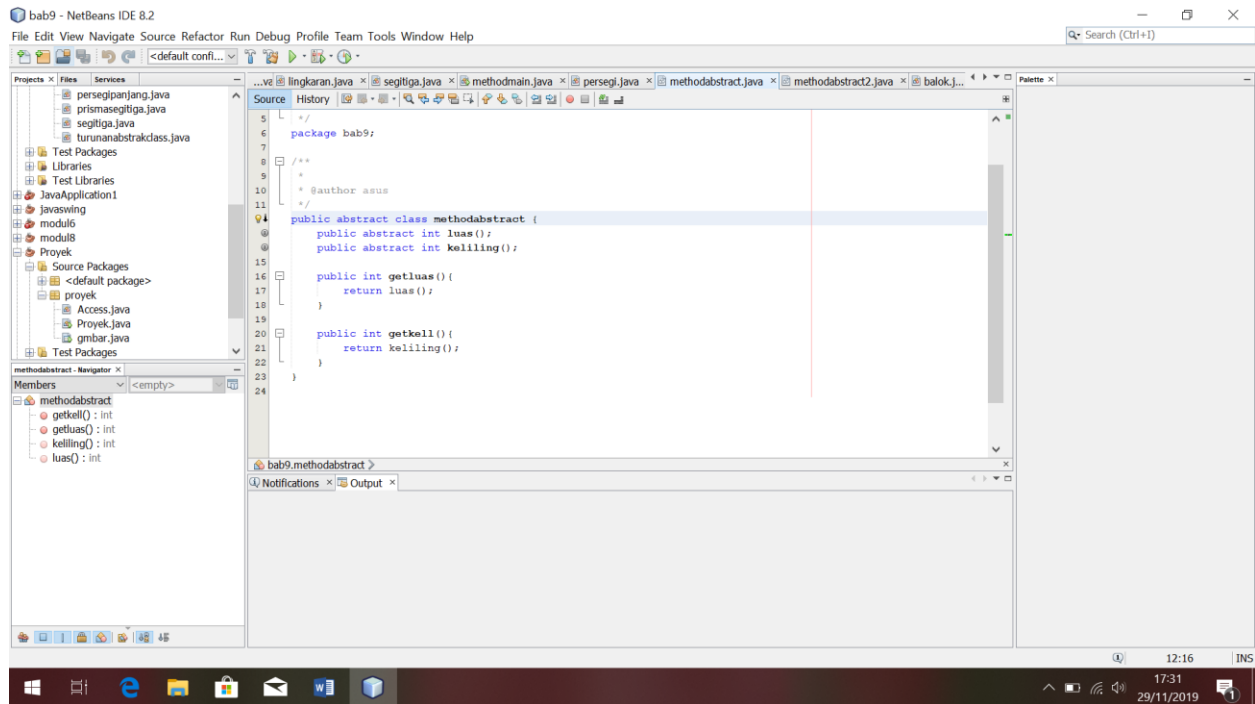 bab9 - NetBeans IDE 8.2
File Edit View Navigate Source Refactor Run Debug Profile Team Tools Window Help
Search (Ctrl+I)
<default confi...
Projects Files Services
persegipanjang.java
prismasegitiga.java
segitiga.java
turunanabstrakclass.java
Test Packages
Libraries
Test Libraries
JavaApplication1
javaswing
modul6
modul8
Proyek
Source Packages
<default package>
proyek
Access.java
Proyek.java
gmbar.java
Test Packages
methodabstract - Navigator
Members <empty>
methodabstract
getkell() : int
getluas() : int
keliling() : int
luas() : int
...va lingkaran.java segitiga.java methodmain.java persegi.java methodabstract.java methodabstract2.java balok.j...
Source History
5 */
6 package bab9;
7
8 /**
9 *
10 * @author asus
11 */
public abstract class methodabstract {
public abstract int luas();
public abstract int keliling();
15
16 public int getluas(){
17 return luas();
18 }
19
20 public int getkell(){
21 return keliling();
22 }
23 }
24
bab9.methodabstract
Notifications Output
Palette
12:16 INS
17:31
29/11/2019
1